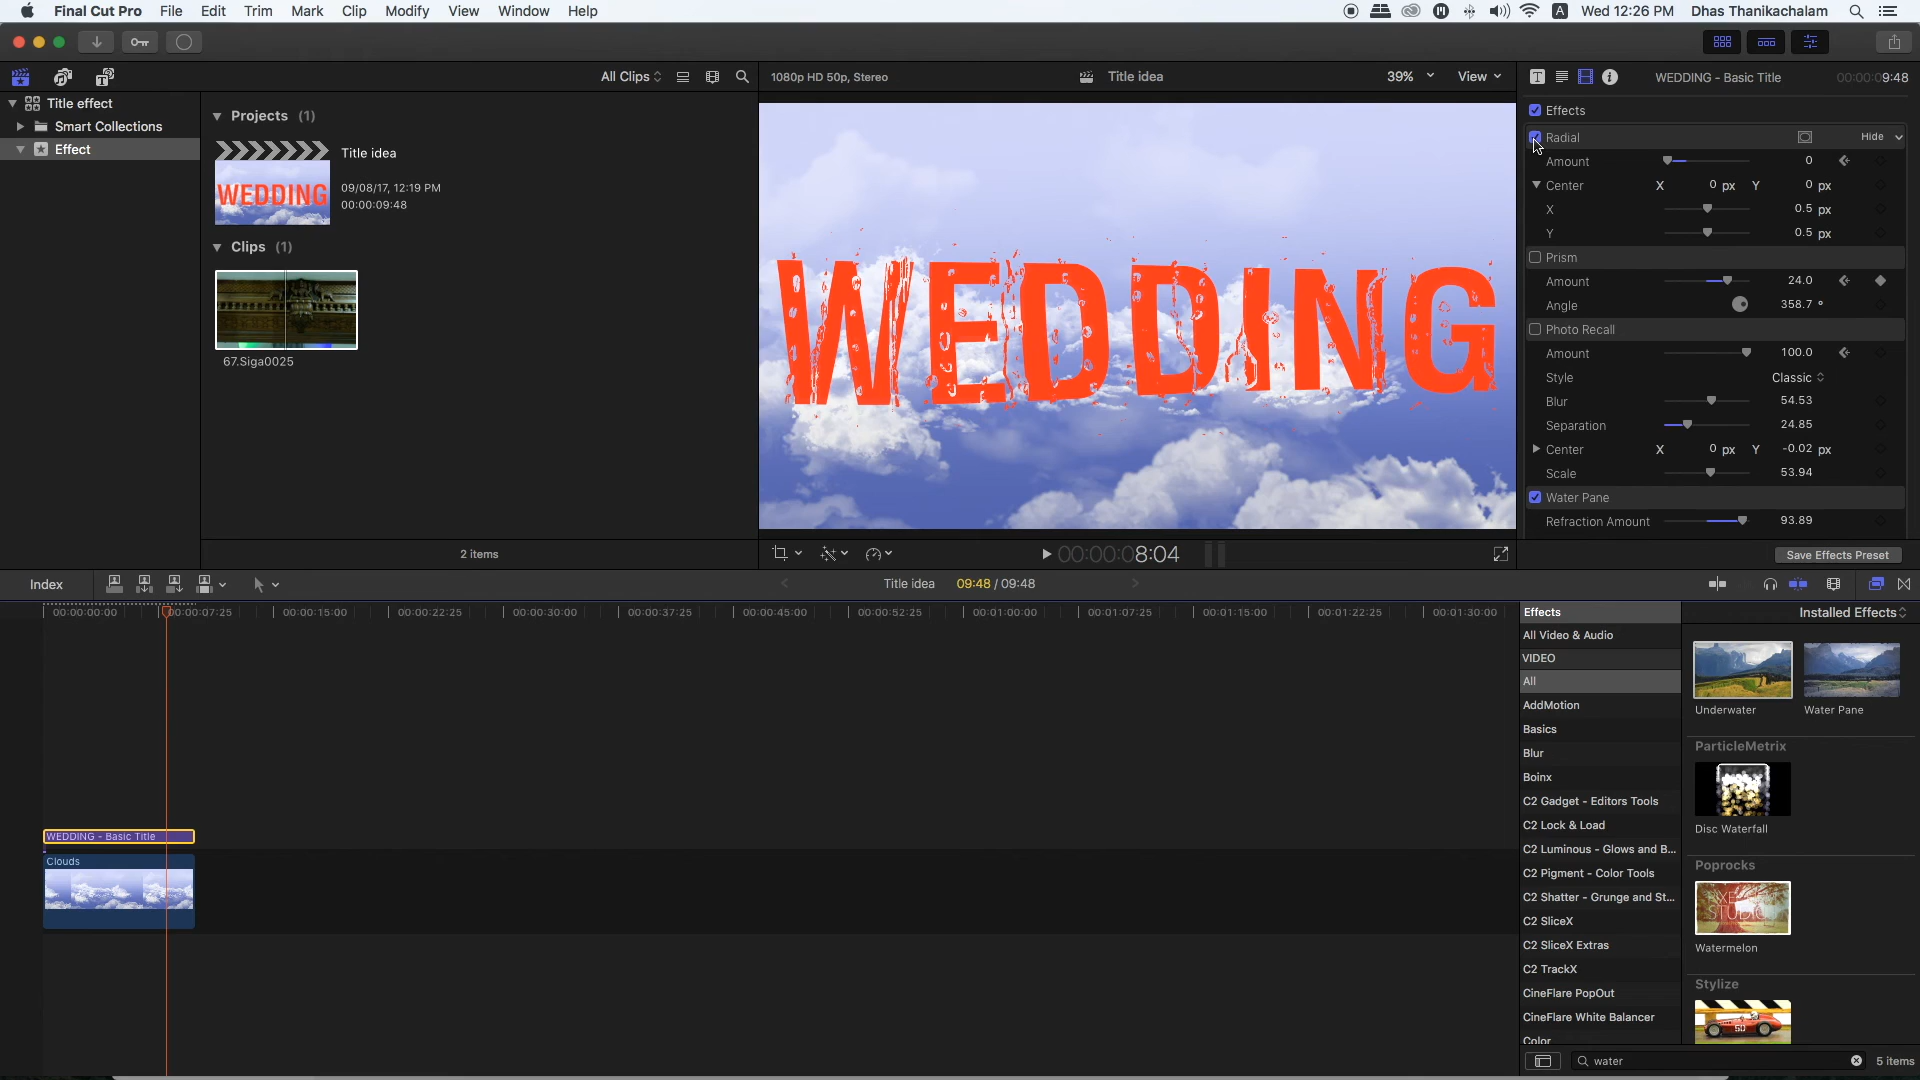 Final Cut Pro File Edit Trim Mark Clip Modify View Window Help A Wed 12:26 PM Dhas Thanikachalam
All Clips 1080p HD 50p, Stereo Title idea 39% View WEDDING - Basic Title 00:00:09:48
Title effect
Smart Collections
Effect
Projects (1)
WEDDING
Title idea
09/08/17, 12:19 PM
00:00:09:48
Clips (1)
67.Siga0025
2 items
WEDDING
00:00:08:04
Effects
Radial Hide
Amount 0
Center X 0 px Y 0 px
X 0.5 px
Y 0.5 px
Prism
Amount 24.0
Angle 358.7 °
Photo Recall
Amount 100.0
Style Classic
Blur 54.53
Separation 24.85
Center X 0 px Y -0.02 px
Scale 53.94
Water Pane
Refraction Amount 93.89
Save Effects Preset
Index Title idea 09:48 / 09:48
00:00:00:00 00:00:07:25 00:00:15:00 00:00:22:25 00:00:30:00 00:00:37:25 00:00:45:00 00:00:52:25 00:01:00:00 00:01:07:25 00:01:15:00 00:01:22:25 00:01:30:00
WEDDING - Basic Title
Clouds
Effects Installed Effects
All Video & Audio
VIDEO
All
AddMotion
Basics
Blur
Boinx
C2 Gadget - Editors Tools
C2 Lock & Load
C2 Luminous - Glows and B...
C2 Pigment - Color Tools
C2 Shatter - Grunge and St...
C2 SliceX
C2 SliceX Extras
C2 TrackX
CineFlare PopOut
CineFlare White Balancer
Color
Underwater Water Pane
ParticleMetrix
Disc Waterfall
Poprocks
PIXEL
STUDIO
Watermelon
Stylize
50
water 5 items